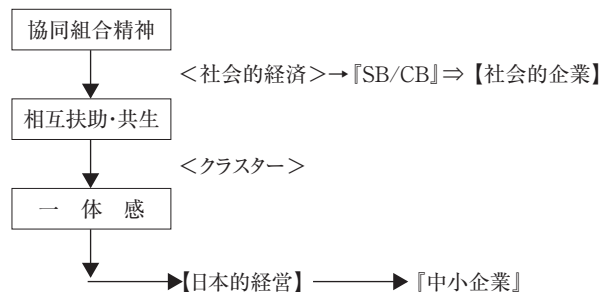 協同組合精神
＜社会的経済＞→『SB/CB』⇒【社会的企業】
相互扶助・共生
＜クラスター＞
一　体　感
【日本的経営】→『中小企業』